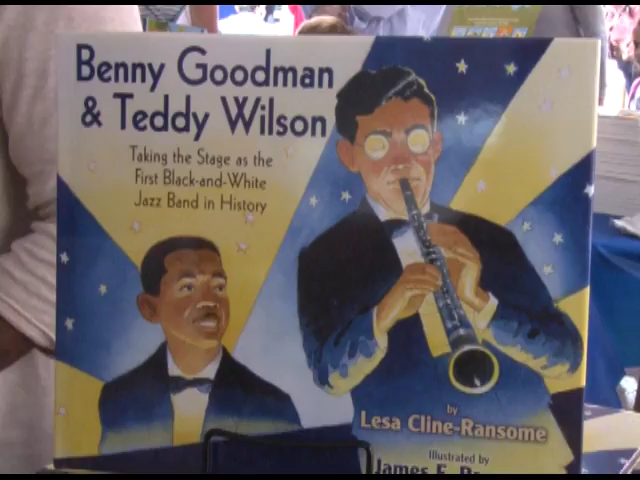 Benny Goodman
& Teddy Wilson
Taking the Stage as the
First Black-and-White
Jazz Band in History
by
Lesa Cline-Ransome
Illustrated by
James E.